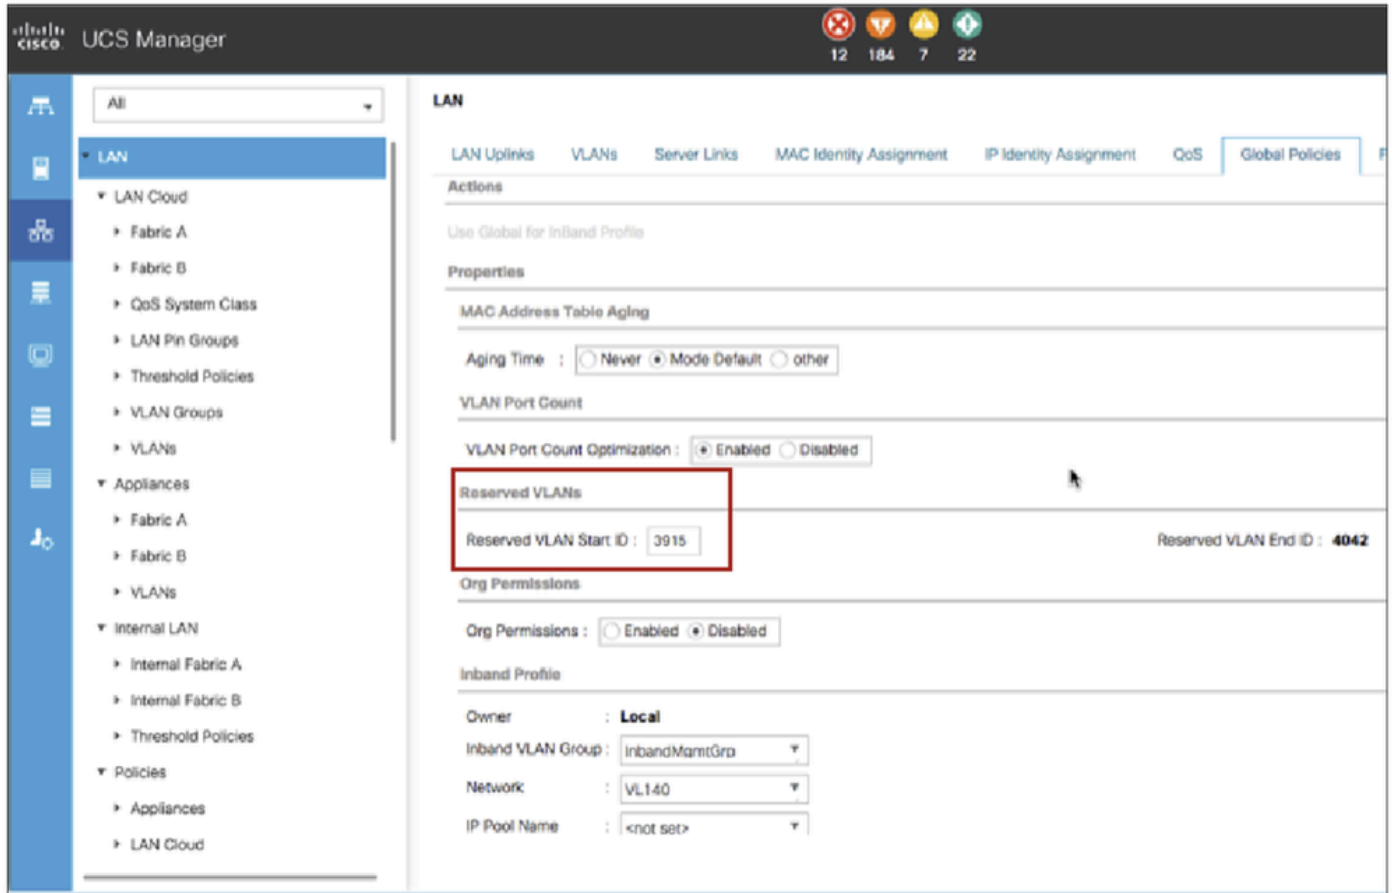 cisco UCS Manager
12 184 7 22
All
LAN
LAN Cloud
Fabric A
Fabric B
QoS System Class
LAN Pin Groups
Threshold Policies
VLAN Groups
VLANs
Appliances
Fabric A
Fabric B
VLANs
Internal LAN
Internal Fabric A
Internal Fabric B
Threshold Policies
Policies
Appliances
LAN Cloud
LAN
LAN Uplinks VLANs Server Links MAC Identity Assignment IP Identity Assignment QoS Global Policies
Actions
Use Global for InBand Profile
Properties
MAC Address Table Aging
Aging Time : Never Mode Default other
VLAN Port Count
VLAN Port Count Optimization : Enabled Disabled
Reserved VLANs
Reserved VLAN Start ID : 3915 Reserved VLAN End ID : 4042
Org Permissions
Org Permissions : Enabled Disabled
Inband Profile
Owner : Local
Inband VLAN Group : InbandMgmtGrp
Network : VL140
IP Pool Name : <not set>